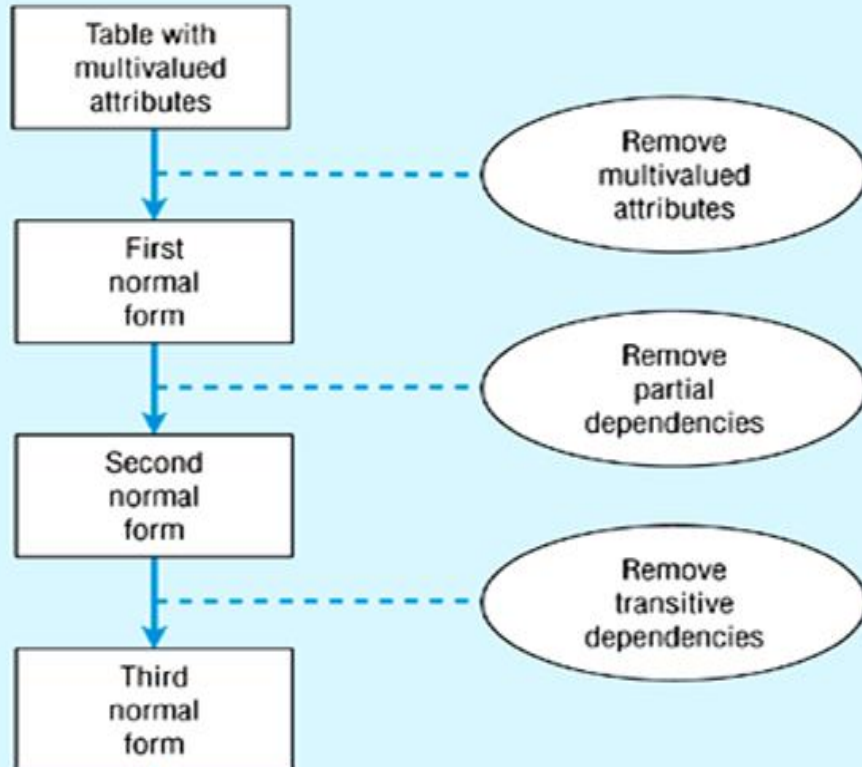 Table with
multivalued
attributes
Remove
multivalued
attributes
First
normal
form
Remove
partial
dependencies
Second
normal
form
Remove
transitive
dependencies
Third
normal
form